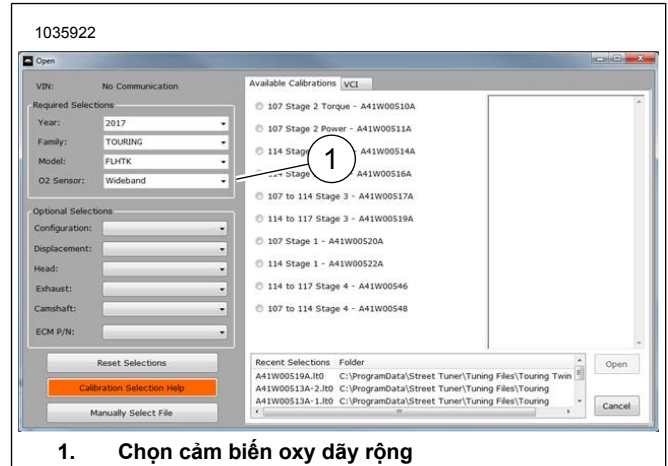 1035922
Open
VIN: No Communication
Required Selections
Year: 2017
Family: TOURING
Model: FLHTK
O2 Sensor: Wideband
Optional Selections
Configuration:
Displacement:
Head:
Exhaust:
Camshaft:
ECM P/N:
Reset Selections
Calibration Selection Help
Manually Select File
Available Calibrations VCI
107 Stage 2 Torque - A41W00510A
107 Stage 2 Power - A41W00511A
114 Stage A41W00514A
114 Stage A41W00516A
107 to 114 Stage 3 - A41W00517A
114 to 117 Stage 3 - A41W00519A
107 Stage 1 - A41W00520A
114 Stage 1 - A41W00522A
114 to 117 Stage 4 - A41W00546
107 to 114 Stage 4 - A41W00548
1
Recent Selections Folder
A41W00519A.lt0 C:\ProgramData\Street Tuner\Tuning Files\Touring Twin
A41W00513A-2.lt0 C:\ProgramData\Street Tuner\Tuning Files\Touring
A41W00513A-1.lt0 C:\ProgramData\Street Tuner\Tuning Files\Touring
Open
Cancel
1. Chọn cảm biến oxy dãy rộng